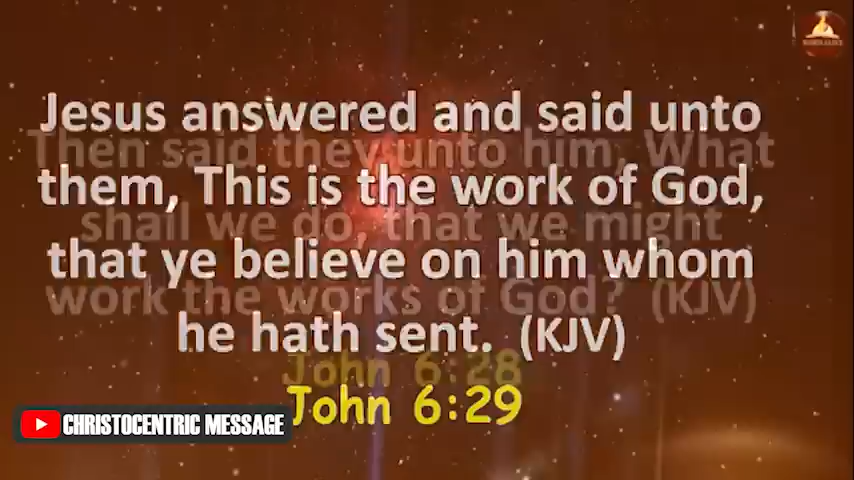 Jesus answered and said unto
Then said they unto him, What
them, This is the work of God,
shall we do, that we might
that ye believe on him whom
work the works of God? (KJV)
he hath sent. (KJV)
John 6:28
John 6:29
CHRISTOCENTRIC MESSAGE